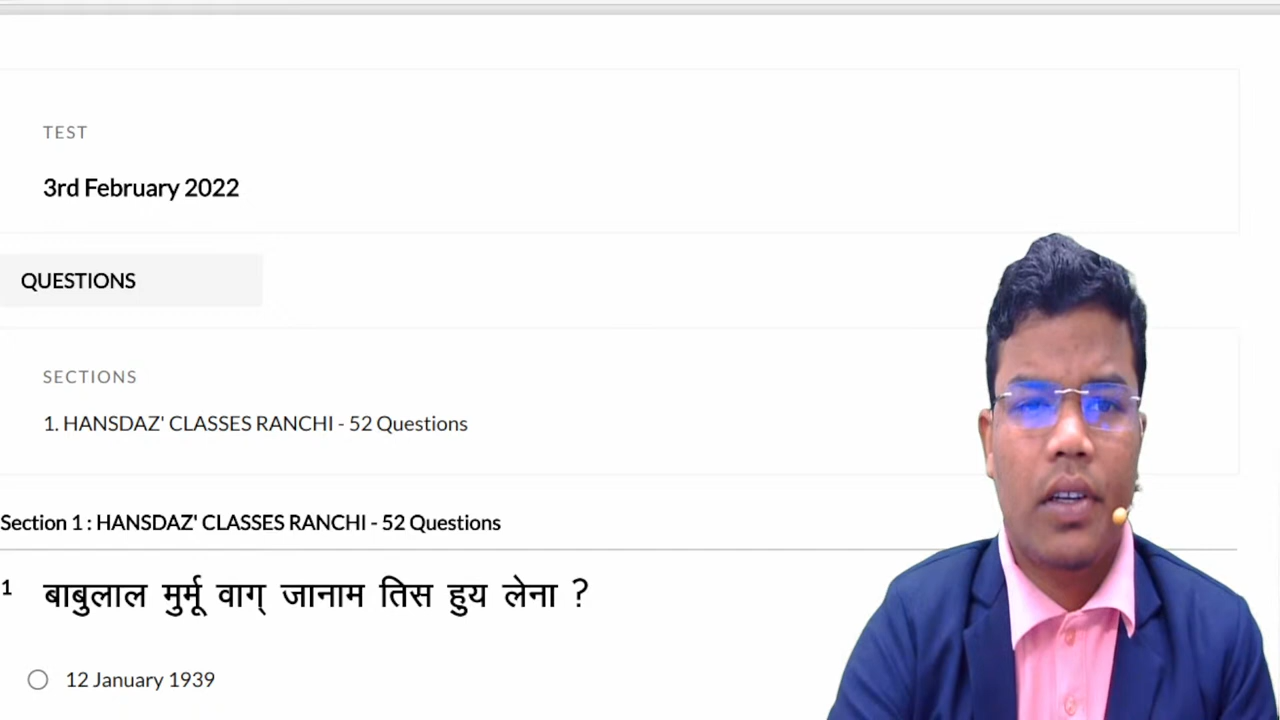 TEST
3rd February 2022
QUESTIONS
SECTIONS
1. HANSDAZ' CLASSES RANCHI - 52 Questions
Section 1 : HANSDAZ' CLASSES RANCHI - 52 Questions
1 बाबुलाल मुर्मू वाग् जानाम तिस हुय लेना ?
12 January 1939